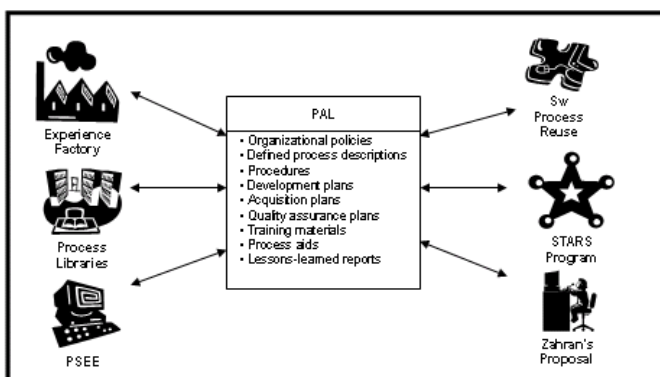 Experience
Factory
Process
Libraries
PSEE
PAL
• Organizational policies
• Defined process descriptions
• Procedures
• Development plans
• Acquisition plans
• Quality assurance plans
• Training materials
• Process aids
• Lessons-learned reports
Sw
Process
Reuse
STARS
Program
Zahran's
Proposal